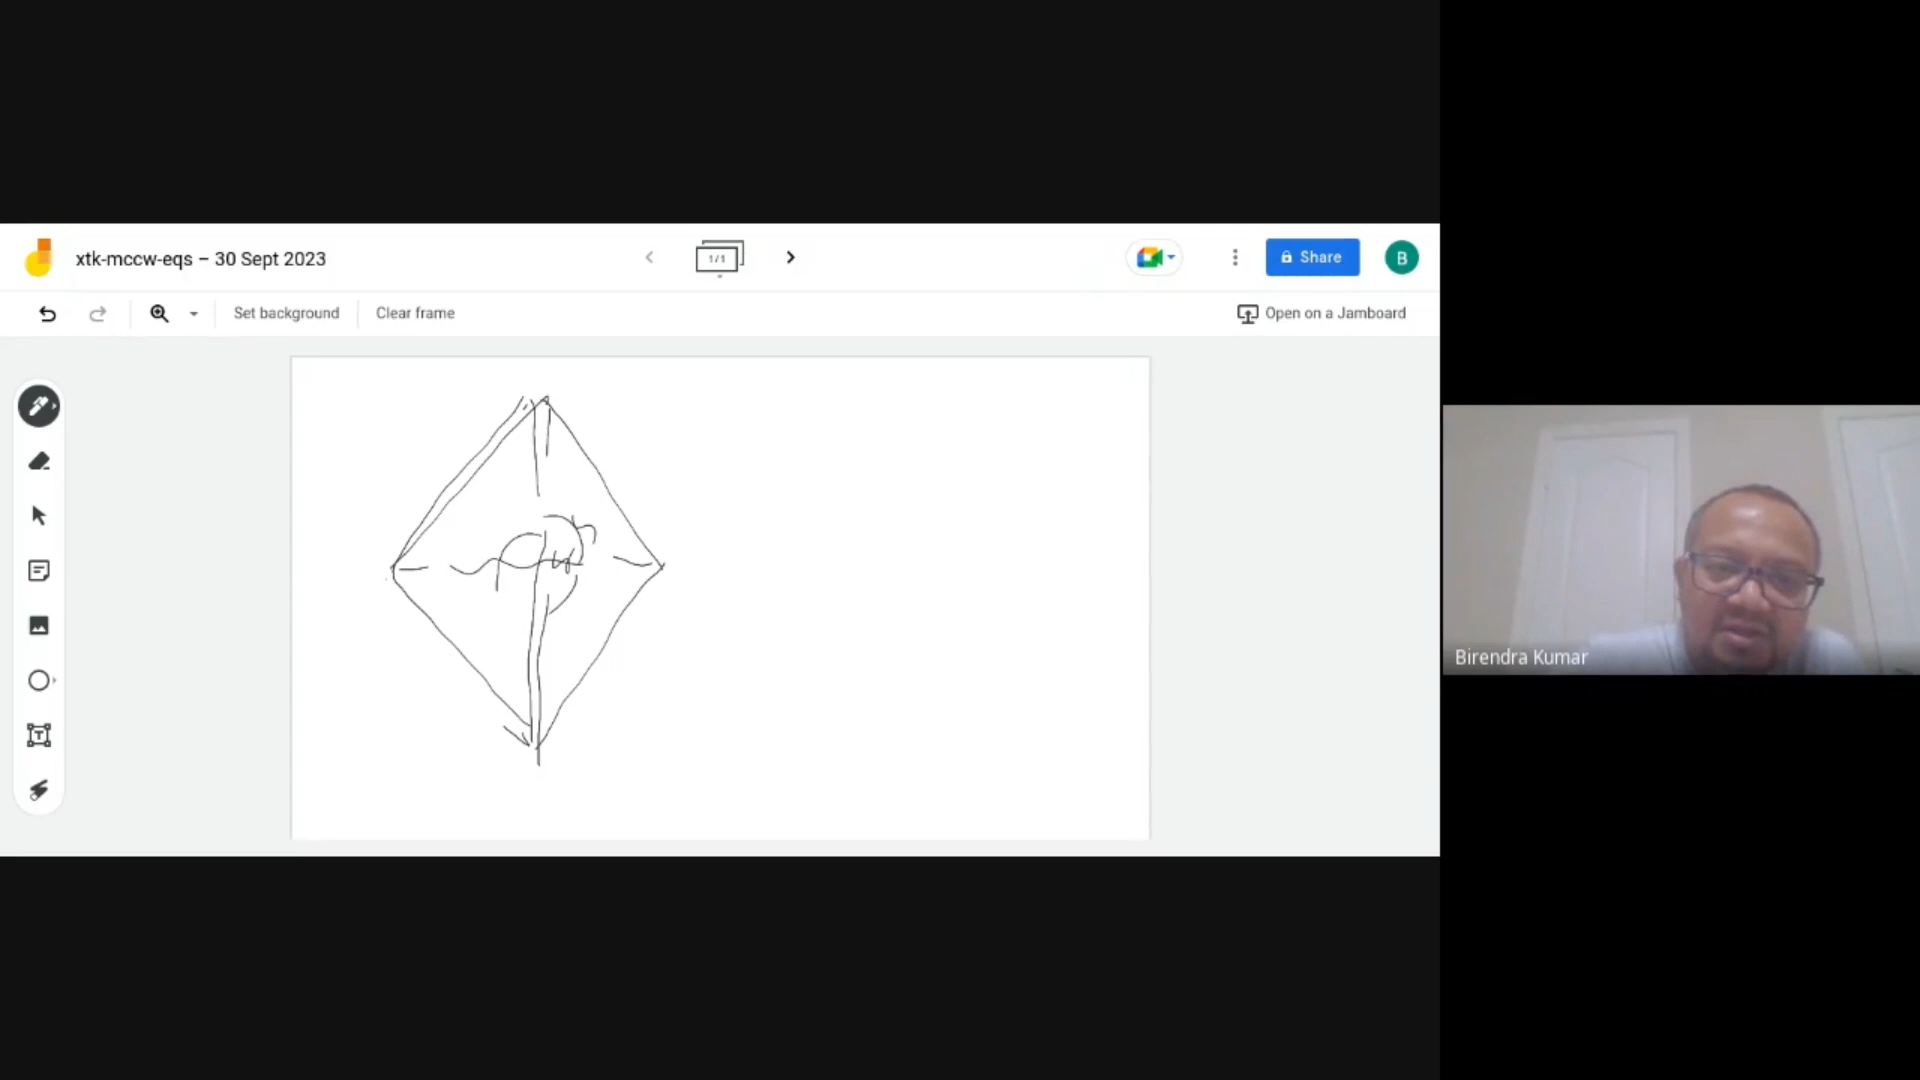 xtk-mccw-eqs – 30 Sept 2023
1/1
Share
B
Set background
Clear frame
Open on a Jamboard
Birendra Kumar